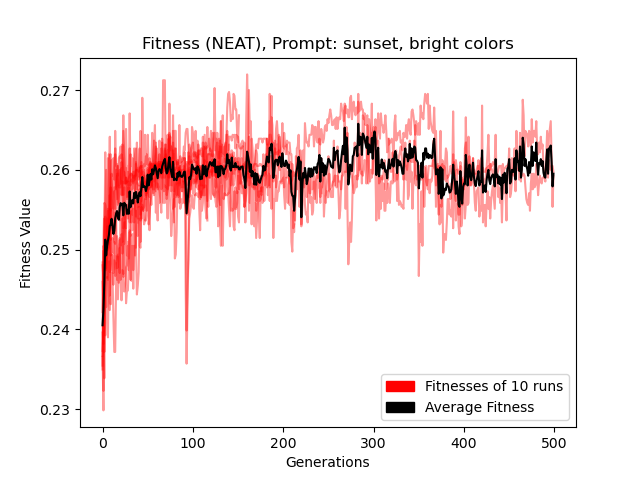 Fitness (NEAT), Prompt: sunset, bright colors
0.27
0.26
0.25
0.24
0.23
Fitness Value
0
100
200
300
400
500
Generations
Fitnesses of 10 runs
Average Fitness